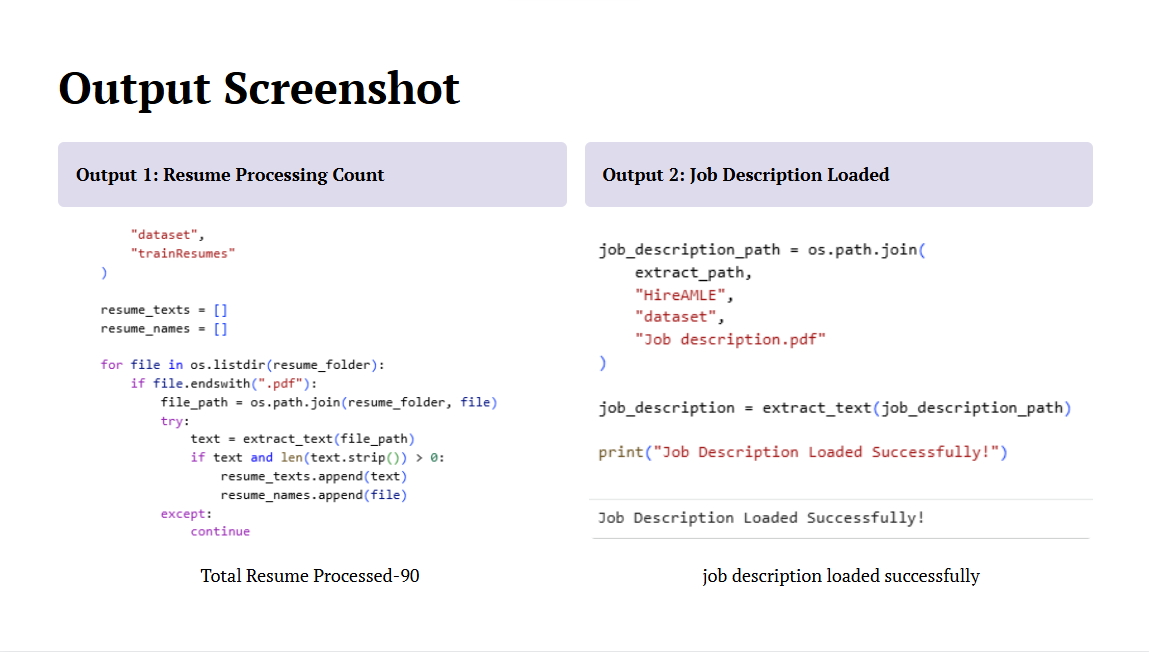 Output Screenshot
Output 1: Resume Processing Count
    "dataset",
    "trainResumes"
)
resume_texts = []
resume_names = []
for file in os.listdir(resume_folder):
    if file.endswith(".pdf"):
        file_path = os.path.join(resume_folder, file)
        try:
            text = extract_text(file_path)
            if text and len(text.strip()) > 0:
                resume_texts.append(text)
                resume_names.append(file)
        except:
            continue
Total Resume Processed-90
Output 2: Job Description Loaded
job_description_path = os.path.join(
    extract_path,
    "HireAMLE",
    "dataset",
    "Job description.pdf"
)
job_description = extract_text(job_description_path)
print("Job Description Loaded Successfully!")
Job Description Loaded Successfully!
job description loaded successfully